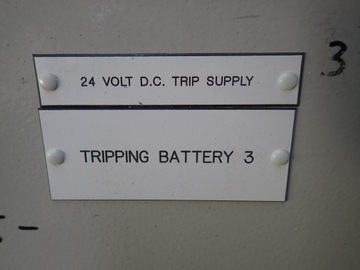 3
24 VOLT D.C. TRIP SUPPLY
TRIPPING BATTERY 3